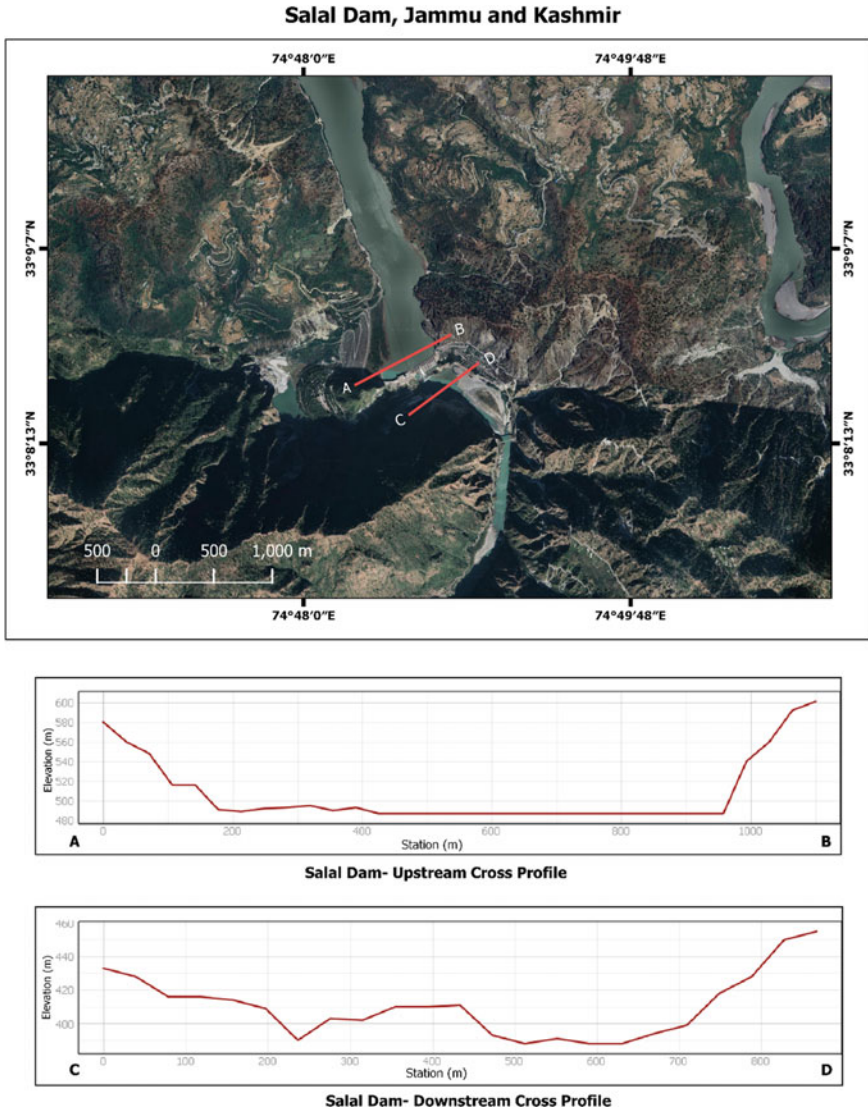 Salal Dam, Jammu and Kashmir
74°48'0"E 74°49'48"E
33°9'7"N 33°9'7"N
B
D
A
C
33°8'13"N 33°8'13"N
500 0 500 1,000 m
74°48'0"E 74°49'48"E
600
580
560
540
520
500
480
Elevation (m)
0 200 400 600 800 1000
A Station (m) B
Salal Dam- Upstream Cross Profile
460
440
420
400
Elevation (m)
0 100 200 300 400 500 600 700 800
C Station (m) D
Salal Dam- Downstream Cross Profile